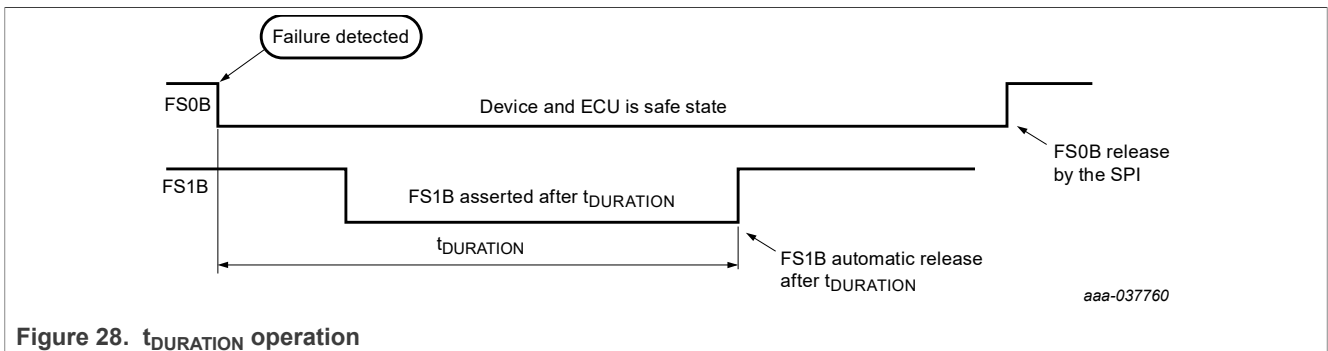 Failure detected
FS0B
Device and ECU is safe state
FS0B release
by the SPI
FS1B
FS1B asserted after tDURATION
tDURATION
FS1B automatic release
after tDURATION
aaa-037760
Figure 28. tDURATION operation